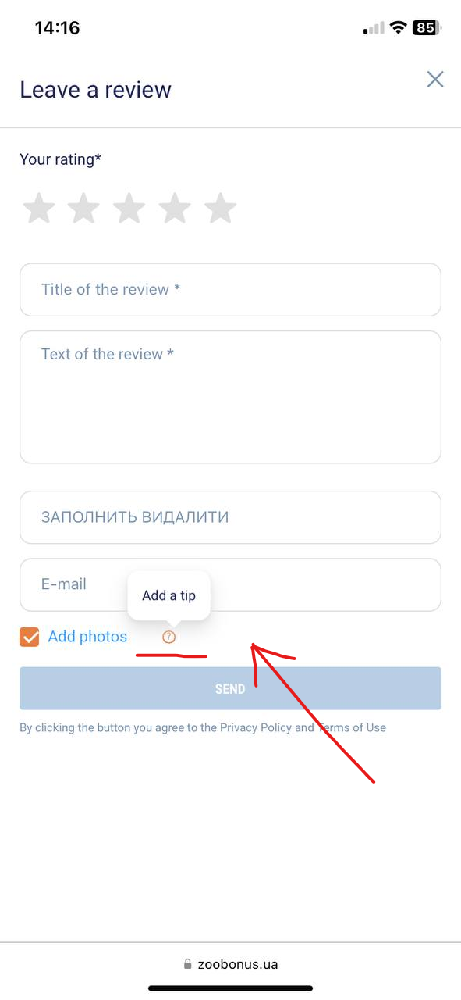 14:16
85
Leave a review
Your rating*
Title of the review *
Text of the review *
ЗАПОЛНИТЬ ВИДАЛИТИ
E-mail
Add a tip
Add photos ?
SEND
By clicking the button you agree to the Privacy Policy and Terms of Use
zoobonus.ua